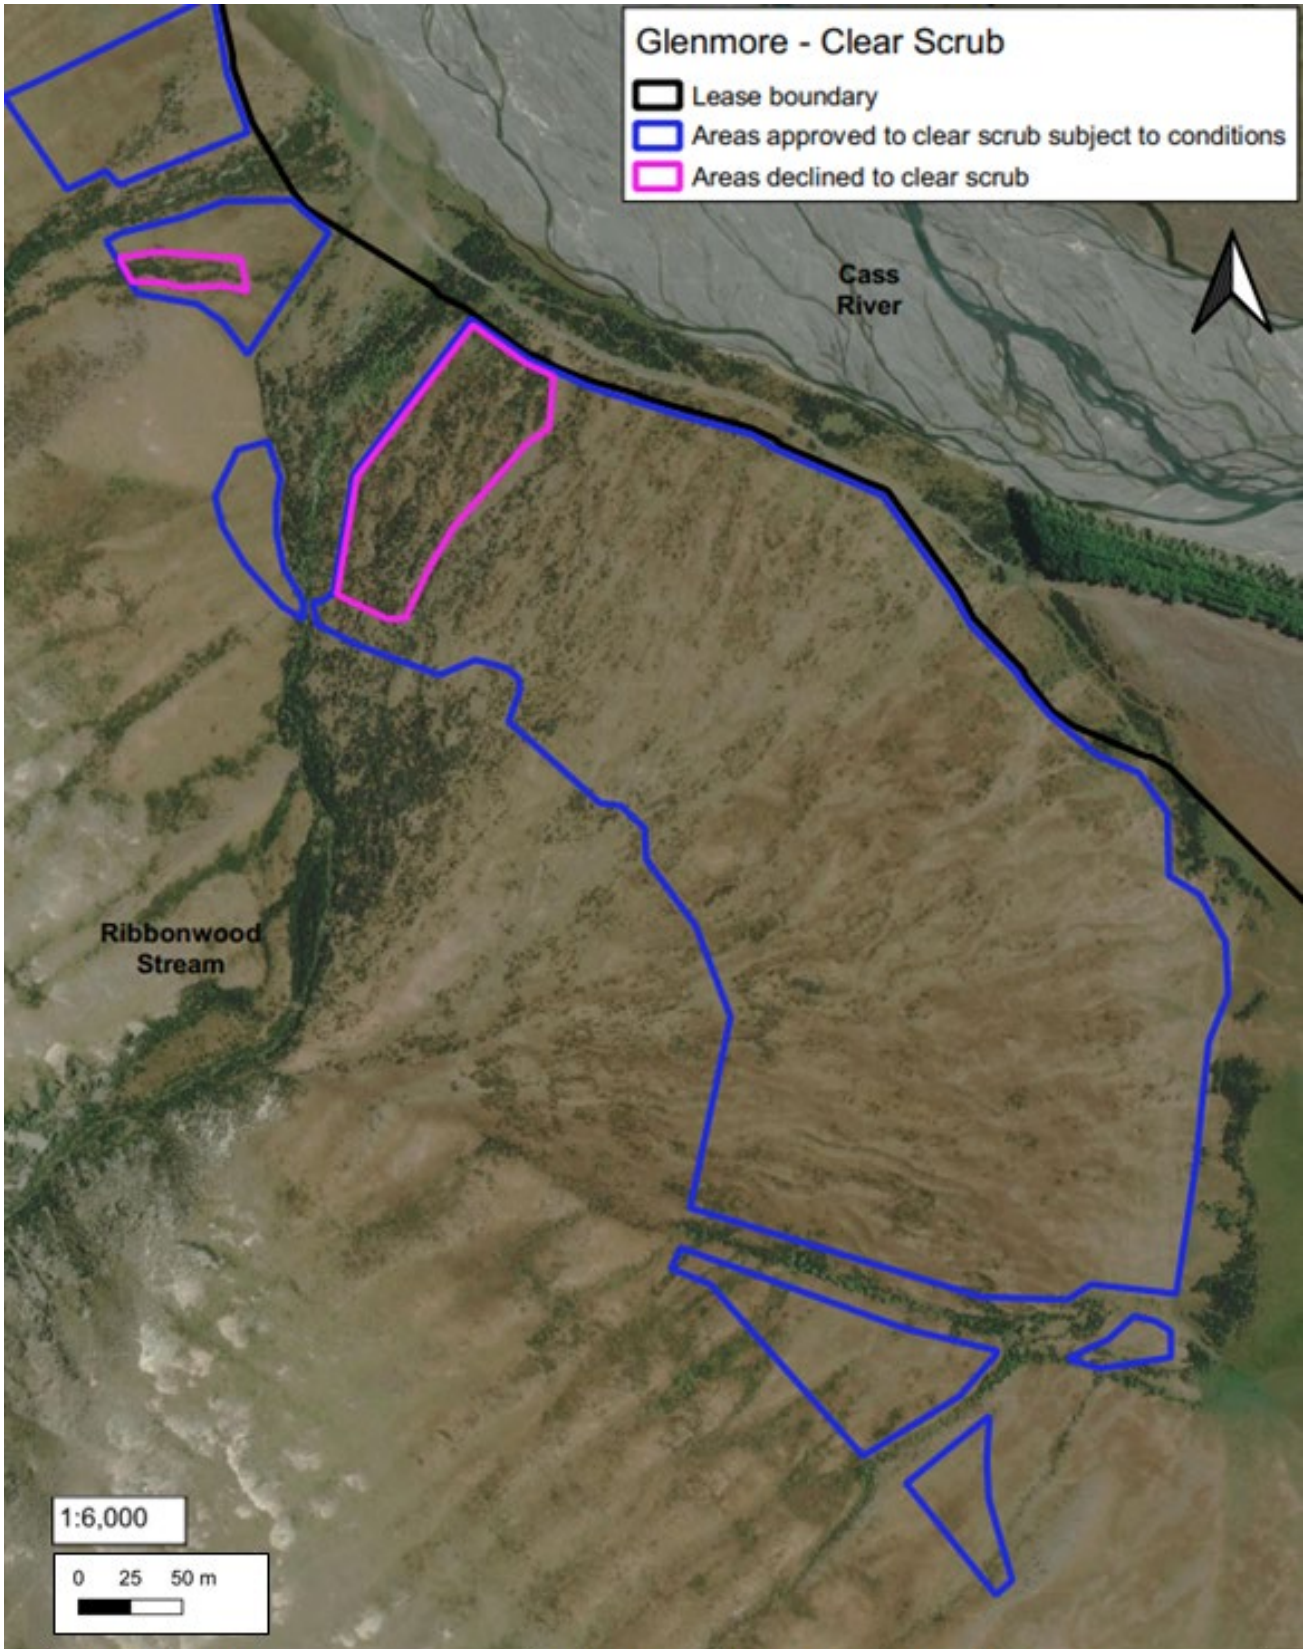 Glenmore - Clear Scrub
Lease boundary
Areas approved to clear scrub subject to conditions
Areas declined to clear scrub
Cass
River
Ribbonwood
Stream
1:6,000
0 25 50 m